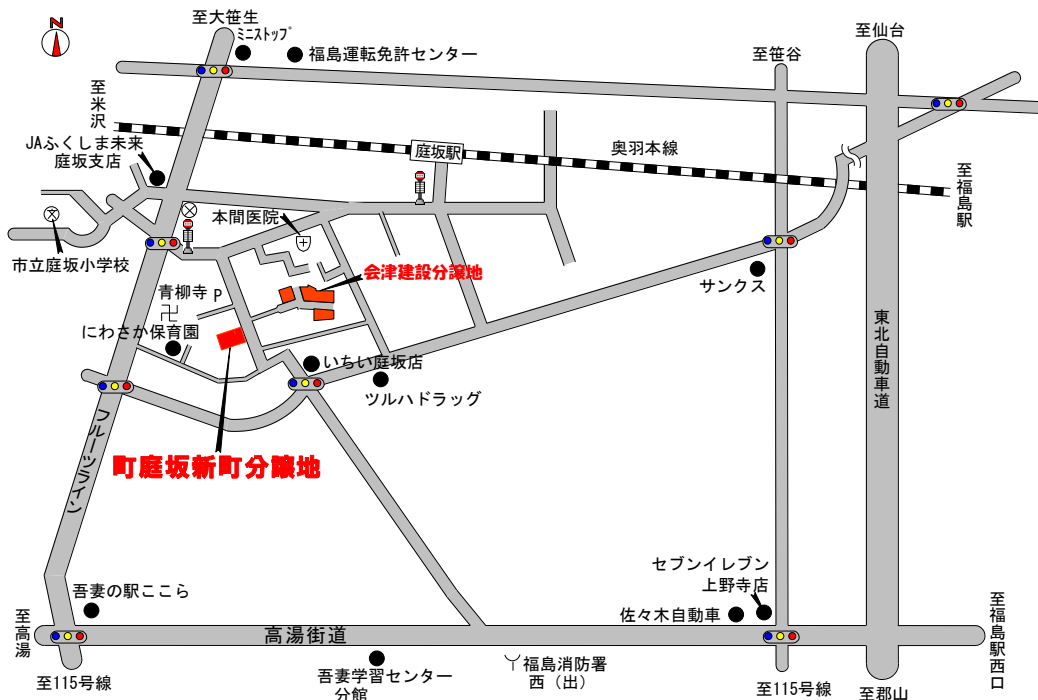 至大笹生
N
ミニストップ
福島運転免許センター
至笹谷
至仙台
至米沢
JAふくしま未来
庭坂支店
庭坂駅
奥羽本線
至福島駅
本間医院
市立庭坂小学校
会津建設分譲地
サンクス
青柳寺
P
にわさか保育園
東北自動車道
いちい庭坂店
ツルハドラッグ
フルーツライン
町庭坂新町分譲地
セブンイレブン
上野寺店
吾妻の駅ここら
佐々木自動車
至高湯
高湯街道
至福島駅西口
福島消防署
西(出)
吾妻学習センター
分館
至115号線
至115号線
至郡山